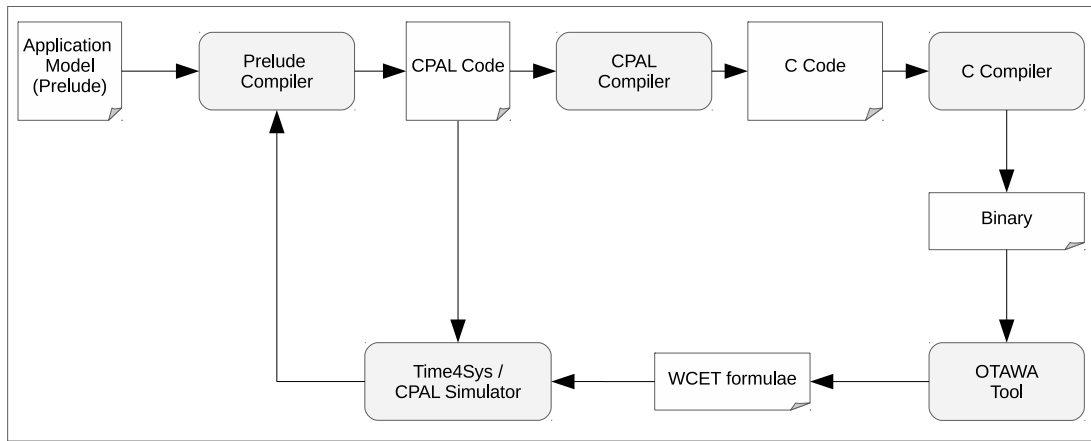 Application
Model
(Prelude)
Prelude
Compiler
CPAL Code
CPAL
Compiler
C Code
C Compiler
Binary
Time4Sys /
CPAL Simulator
WCET formulae
OTAWA
Tool